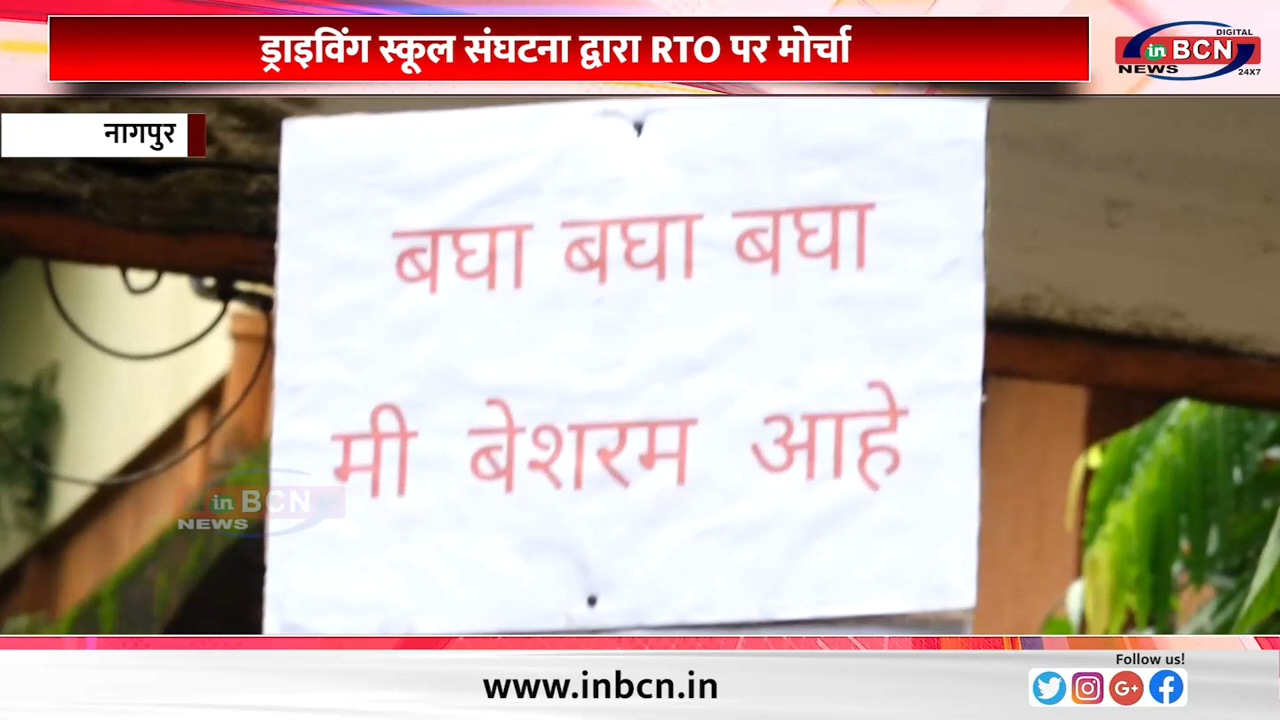 ड्राइविंग स्कूल संघटना द्वारा RTO पर मोर्चा
DIGITAL
in BCN
NEWS
24X7
नागपुर
बघा बघा बघा
मी बेशरम आहे
in BCN
NEWS
Follow us!
www.inbcn.in